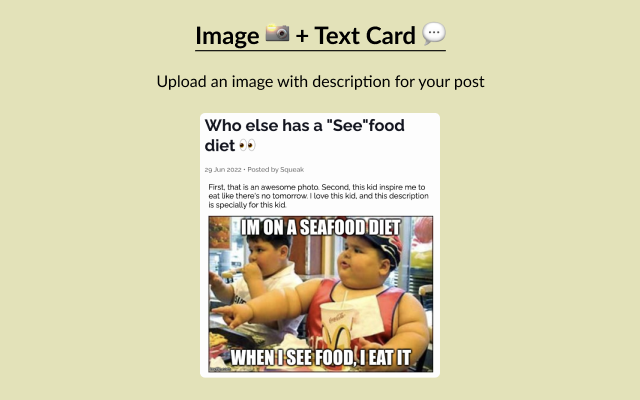 Image 📷 + Text Card 💬
Upload an image with description for your post
Who else has a "See"food
diet 👀
29 Jun 2022 • Posted by Squeak
First, that is an awesome photo. Second, this kid inspire me to
eat like there's no tomorrow. I love this kid, and this description
is specially for this kid.
IM ON A SEAFOOD DIET
WHEN I SEE FOOD, I EAT IT